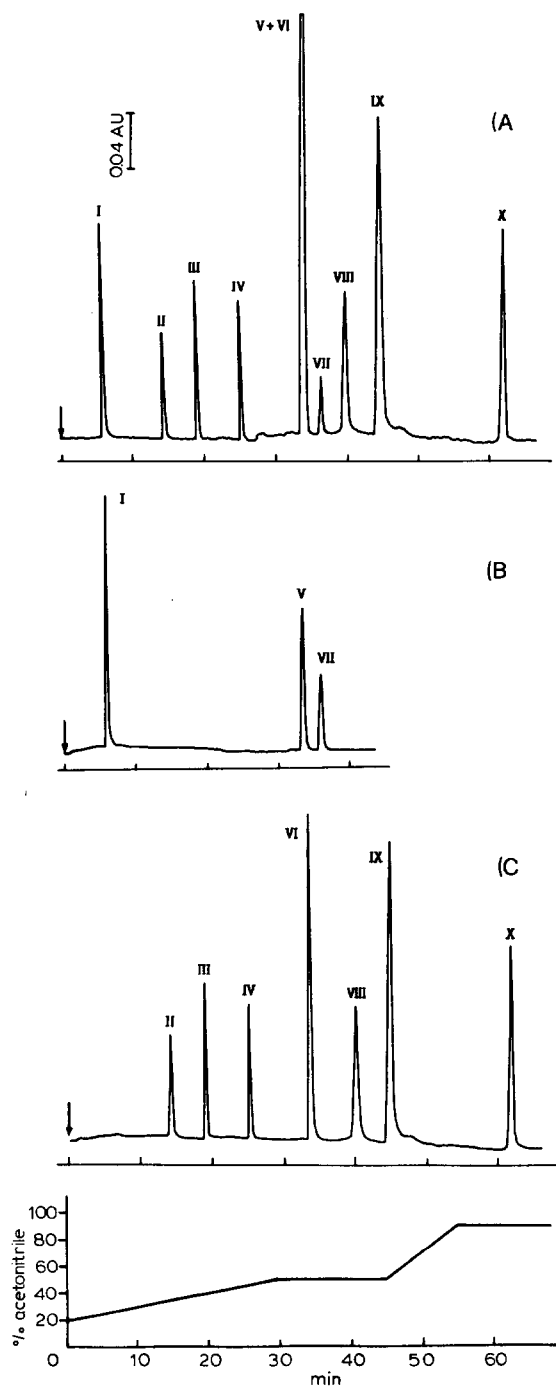 V + VI
IX
(A
0.04 AU
I
X
III
IV
VIII
II
VII
I
(B
V
VII
VI
IX
(C
X
III
IV
VIII
II
% acetonitrile
100
80
60
40
20
0 10 20 30 40 50 60
min